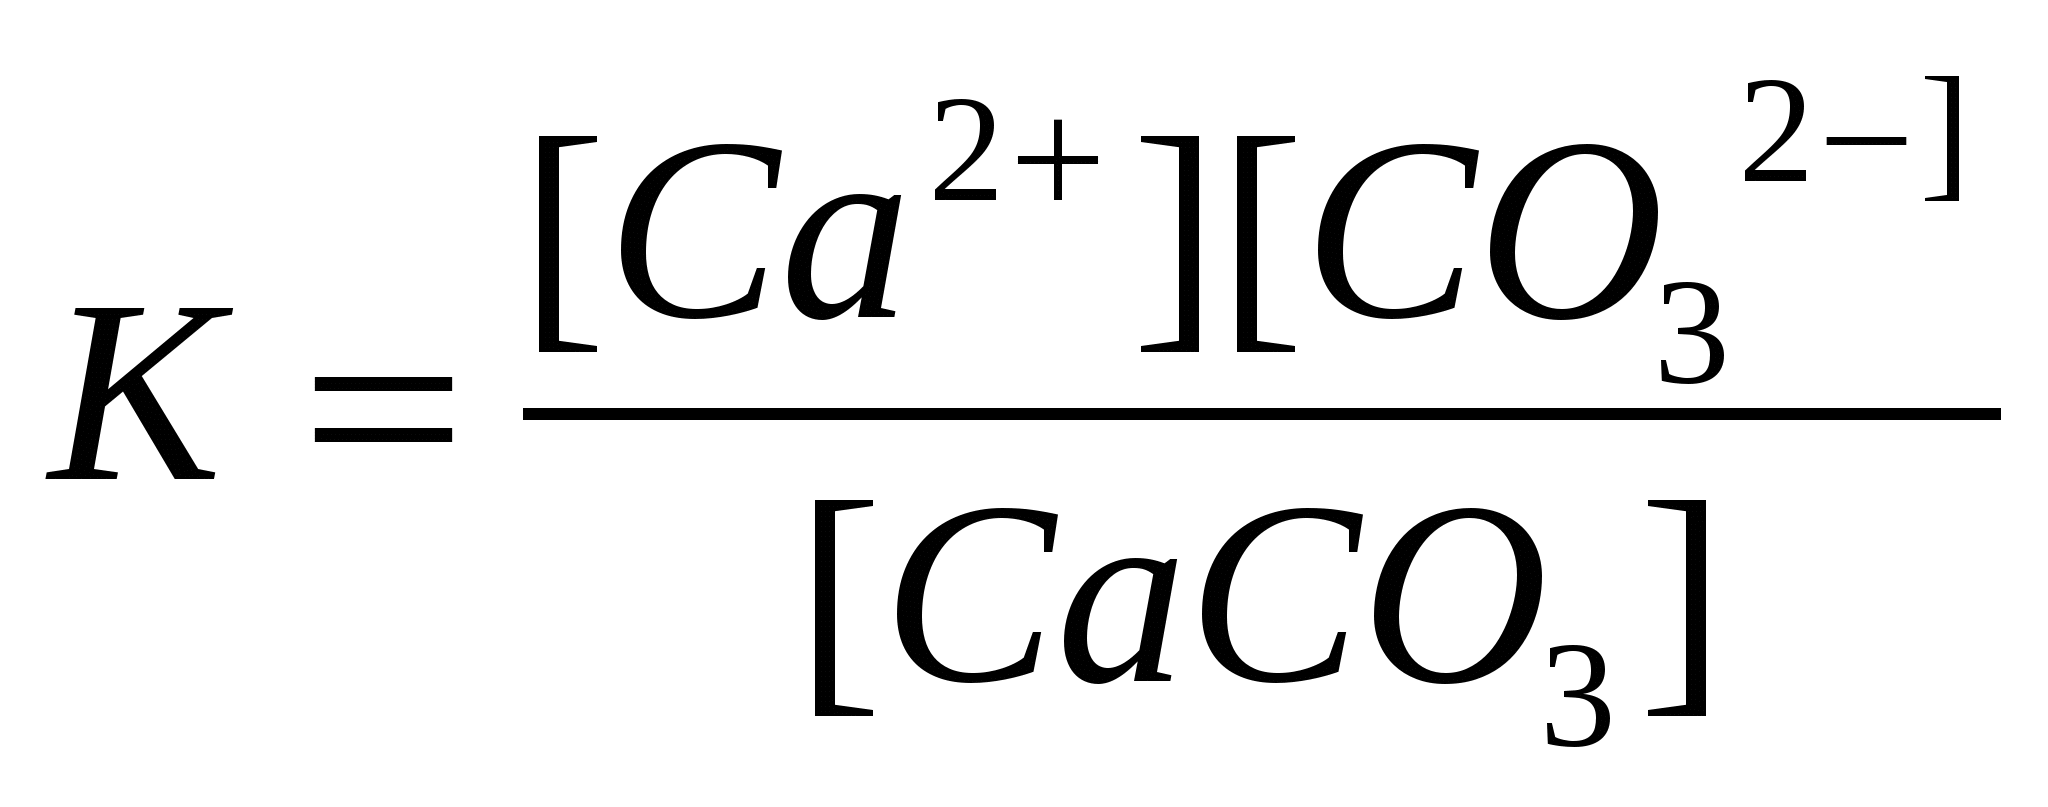 K = [Ca²⁺][CO₃²⁻] / [CaCO₃]